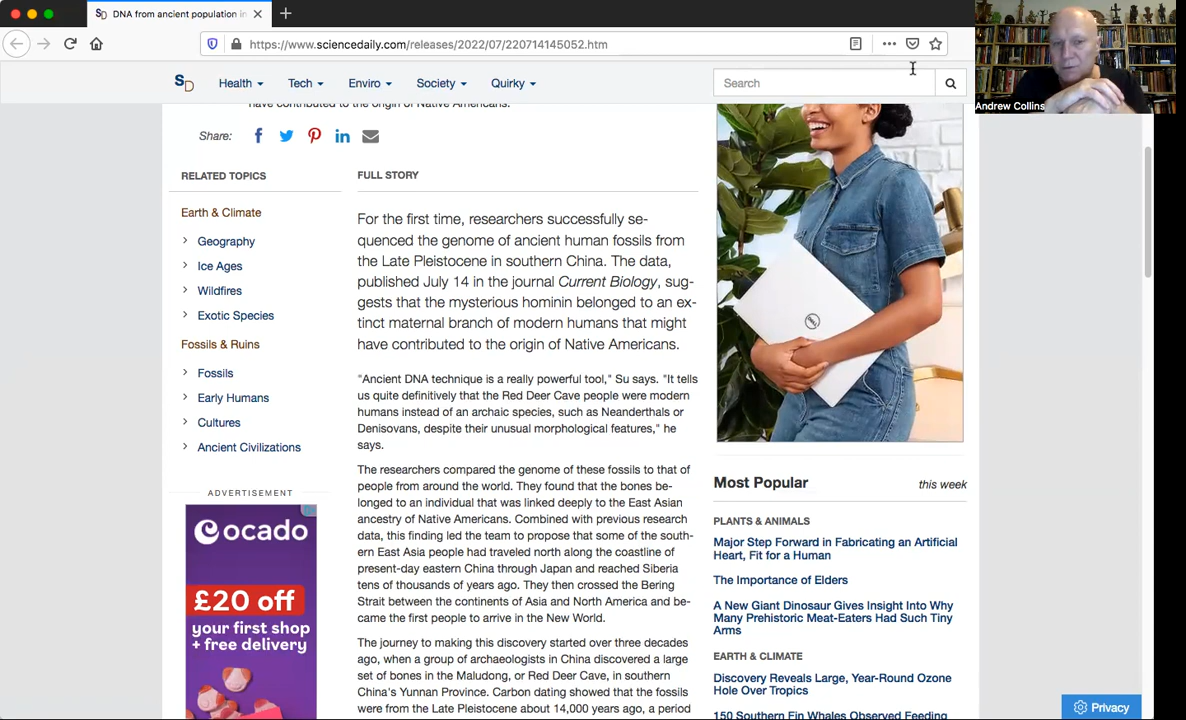 DNA from ancient population in
https://www.sciencedaily.com/releases/2022/07/220714145052.htm
Andrew Collins
SD
Health
Tech
Enviro
Society
Quirky
Search
have contributed to the origin of Native Americans.
Share:
RELATED TOPICS
Earth & Climate
Geography
Ice Ages
Wildfires
Exotic Species
Fossils & Ruins
Fossils
Early Humans
Cultures
Ancient Civilizations
ADVERTISEMENT
ocado
£20 off
your first shop
+ free delivery
FULL STORY
For the first time, researchers successfully se-
quenced the genome of ancient human fossils from
the Late Pleistocene in southern China. The data,
published July 14 in the journal Current Biology, sug-
gests that the mysterious hominin belonged to an ex-
tinct maternal branch of modern humans that might
have contributed to the origin of Native Americans.
"Ancient DNA technique is a really powerful tool," Su says. "It tells
us quite definitively that the Red Deer Cave people were modern
humans instead of an archaic species, such as Neanderthals or
Denisovans, despite their unusual morphological features," he
says.
The researchers compared the genome of these fossils to that of
people from around the world. They found that the bones be-
longed to an individual that was linked deeply to the East Asian
ancestry of Native Americans. Combined with previous research
data, this finding led the team to propose that some of the south-
ern East Asia people had traveled north along the coastline of
present-day eastern China through Japan and reached Siberia
tens of thousands of years ago. They then crossed the Bering
Strait between the continents of Asia and North America and be-
came the first people to arrive in the New World.
The journey to making this discovery started over three decades
ago, when a group of archaeologists in China discovered a large
set of bones in the Maludong, or Red Deer Cave, in southern
China's Yunnan Province. Carbon dating showed that the fossils
were from the Late Pleistocene about 14,000 years ago, a period
DELL
Most Popular
this week
PLANTS & ANIMALS
Major Step Forward in Fabricating an Artificial
Heart, Fit for a Human
The Importance of Elders
A New Giant Dinosaur Gives Insight Into Why
Many Prehistoric Meat-Eaters Had Such Tiny
Arms
EARTH & CLIMATE
Discovery Reveals Large, Year-Round Ozone
Hole Over Tropics
150 Southern Fin Whales Observed Feeding
Privacy